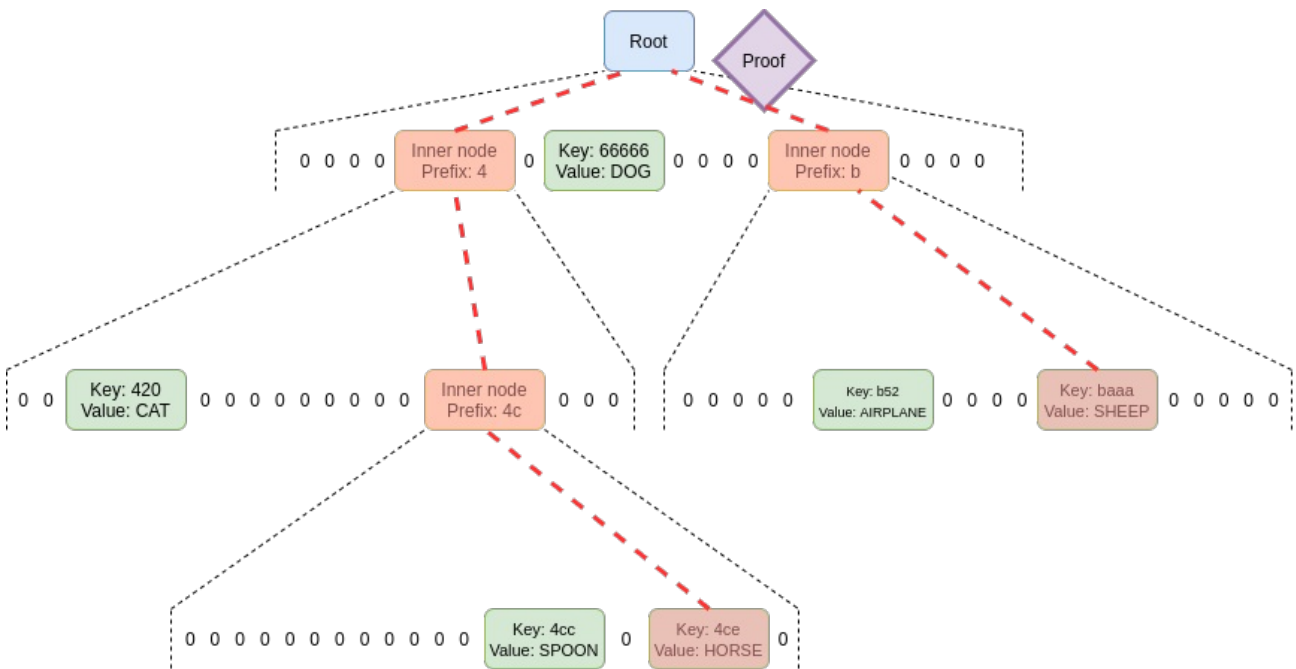 Root
Proof
0 0 0 0
Inner node
Prefix: 4
0
Key: 66666
Value: DOG
0 0 0 0
Inner node
Prefix: b
0 0 0 0
0 0
Key: 420
Value: CAT
0 0 0 0 0 0 0 0 0
Inner node
Prefix: 4c
0 0 0
0 0 0 0 0
Key: b52
Value: AIRPLANE
0 0 0 0
Key: baaa
Value: SHEEP
0 0 0 0 0
0 0 0 0 0 0 0 0 0 0 0 0
Key: 4cc
Value: SPOON
0
Key: 4ce
Value: HORSE
0